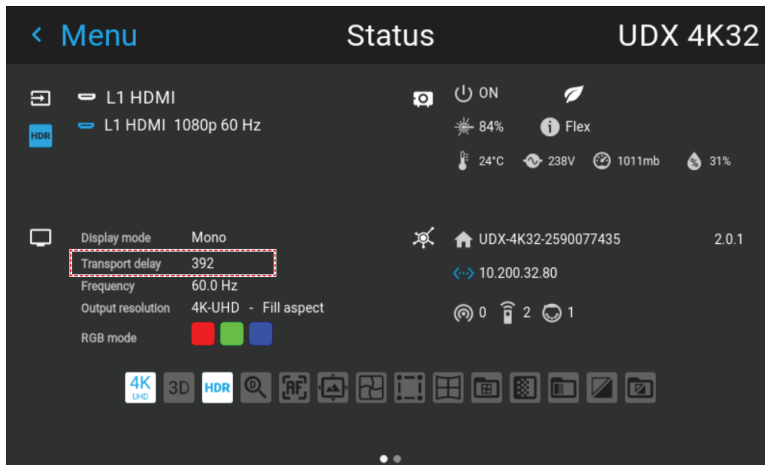 Menu Status UDX 4K32
L1 HDMI
HDR L1 HDMI 1080p 60 Hz
ON
84% Flex
24°C 238V 1011mb 31%
Display mode Mono
Transport delay 392
Frequency 60.0 Hz
Output resolution 4K-UHD - Fill aspect
RGB mode
UDX-4K32-2590077435 2.0.1
10.200.32.80
0 2 1
4K UHD 3D HDR D AF